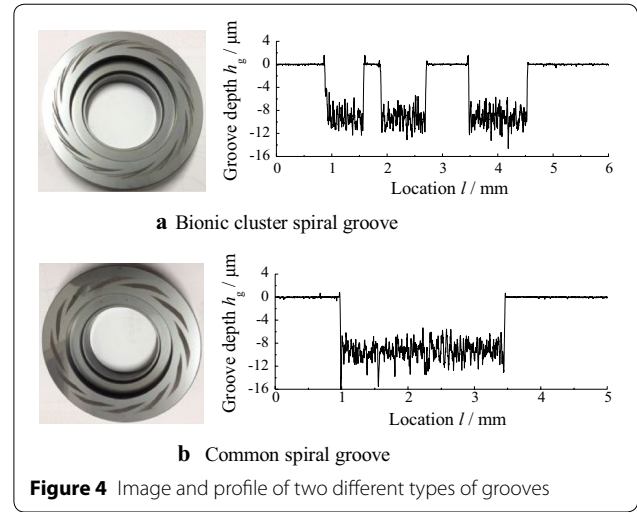 4
0
-4
-8
-12
-16
Groove depth hg / μm
0 1 2 3 4 5 6
Location l / mm
a Bionic cluster spiral groove
4
0
-4
-8
-12
-16
Groove depth hg / μm
0 1 2 3 4 5
Location l / mm
b Common spiral groove
Figure 4 Image and profile of two different types of grooves